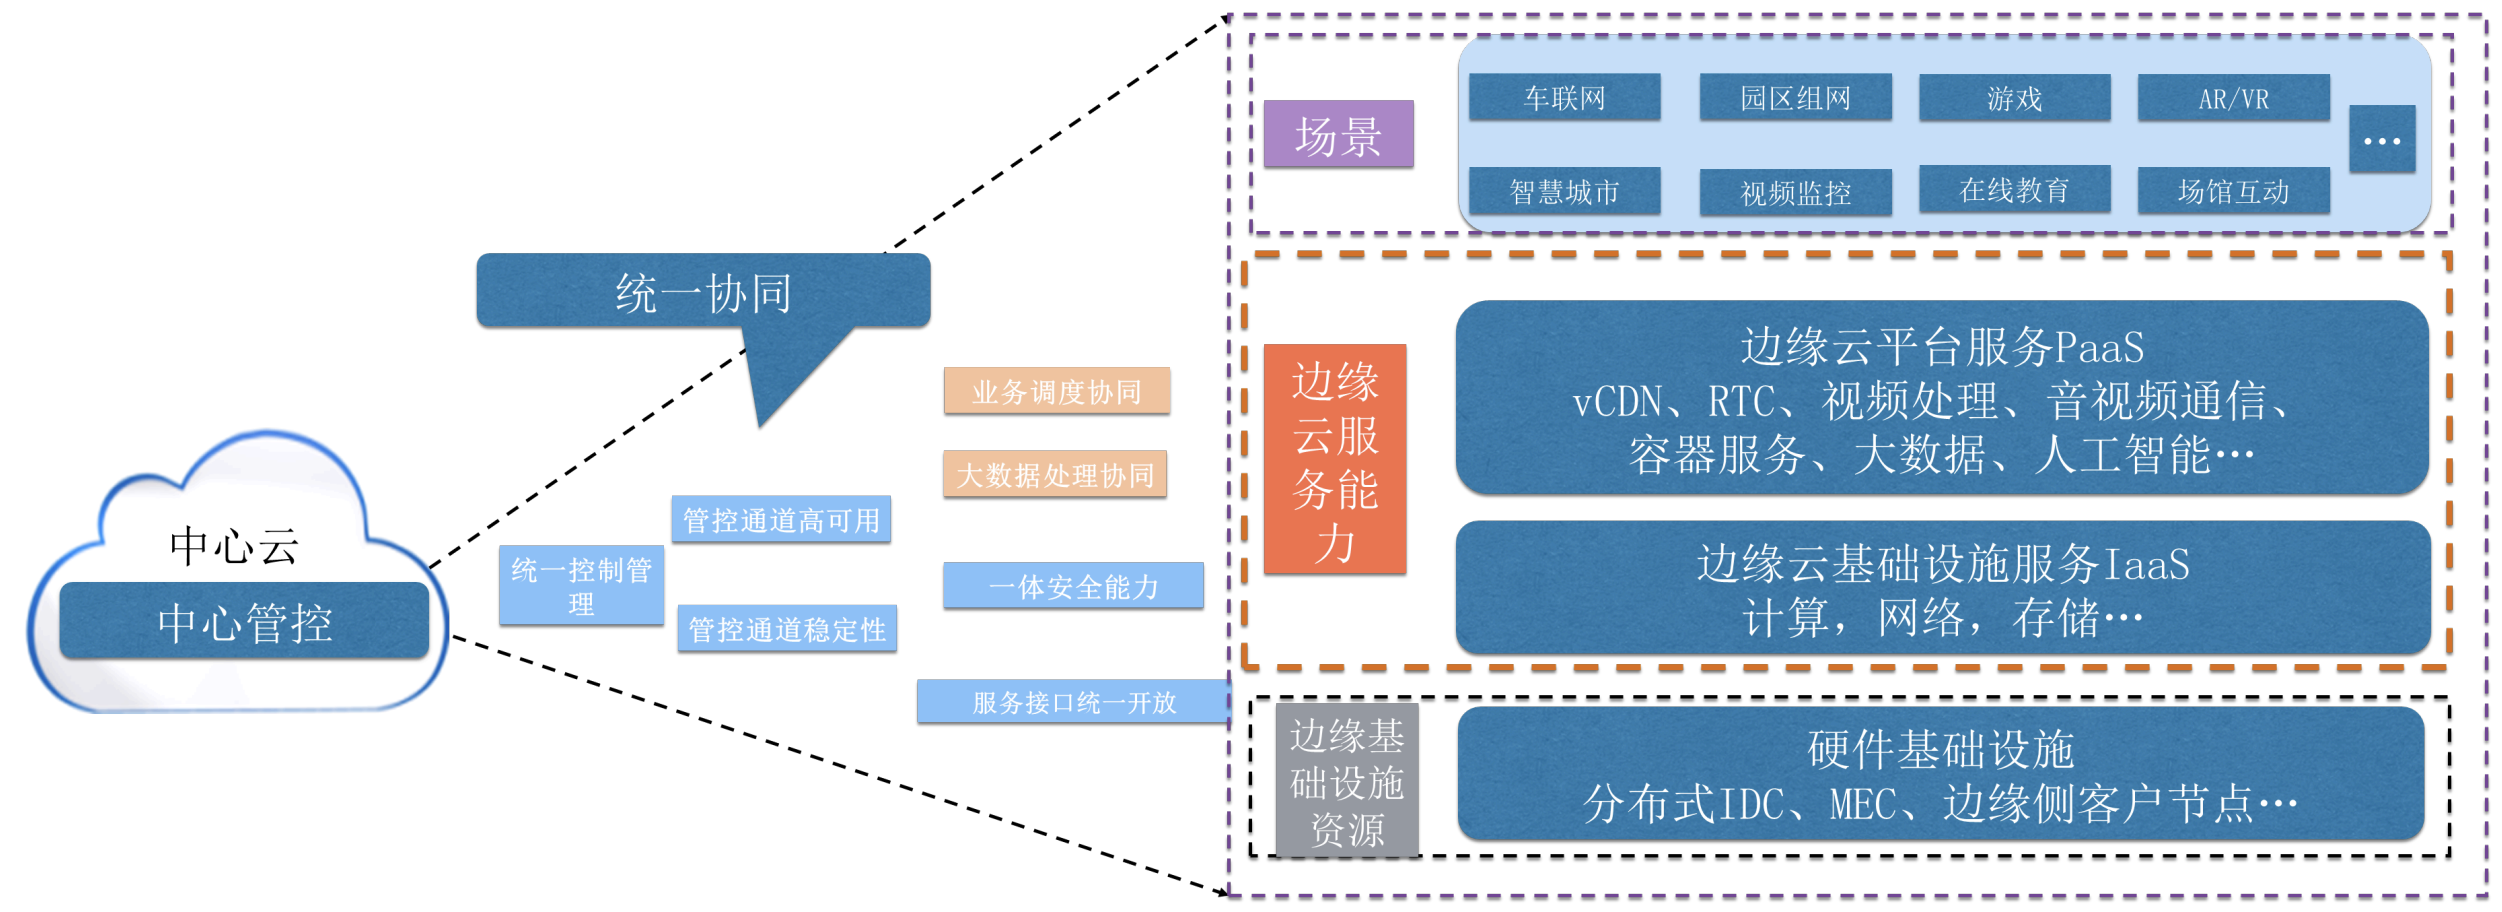 中心云
中心管控
统一协同
业务调度协同
大数据处理协同
管控通道高可用
统一控制管
理
一体安全能力
管控通道稳定性
服务接口统一开放
场景
车联网
园区组网
游戏
AR/VR
…
智慧城市
视频监控
在线教育
场馆互动
边缘
云服
务能
力
边缘云平台服务PaaS
vCDN、RTC、视频处理、音视频通信、
容器服务、大数据、人工智能…
边缘云基础设施服务IaaS
计算，网络，存储…
边缘基
础设施
资源
硬件基础设施
分布式IDC、MEC、边缘侧客户节点…